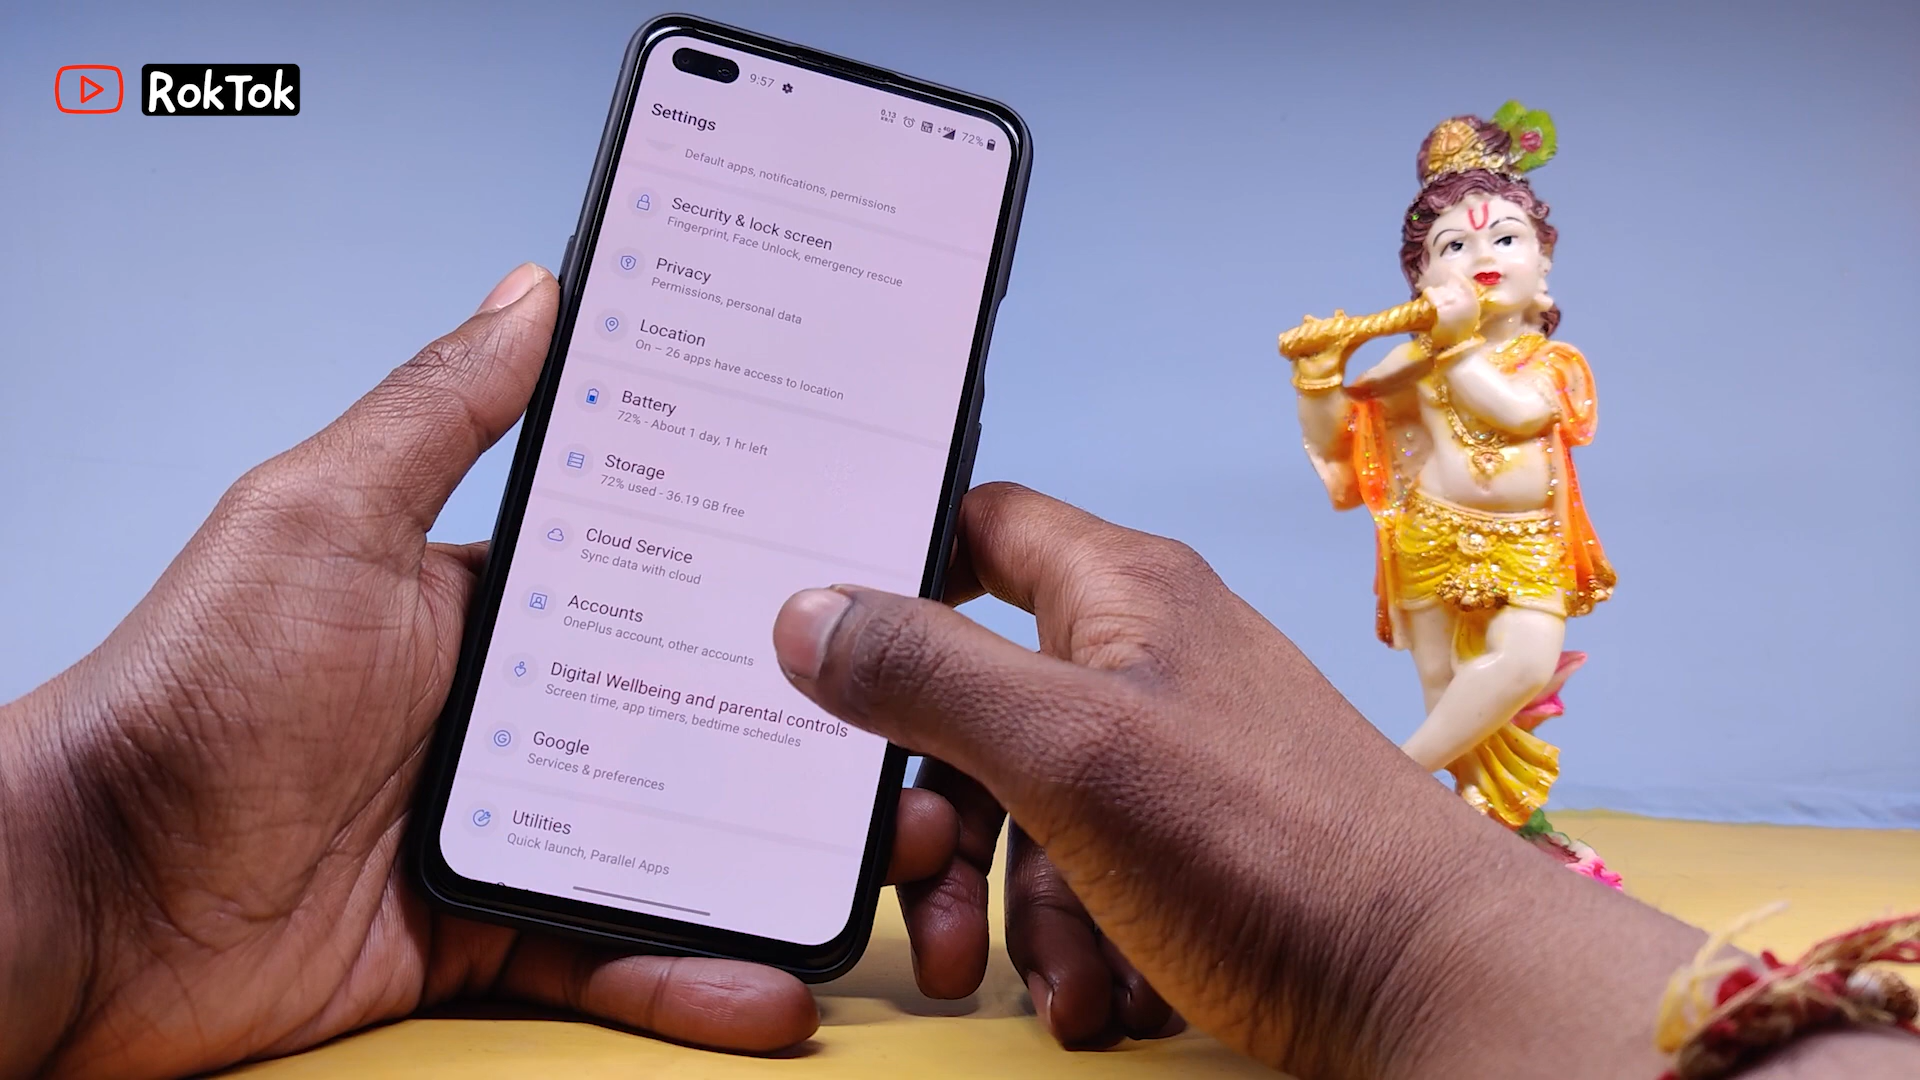 RokTok
9:57
0.13
KB/S
72%
Settings
Default apps, notifications, permissions
Security & lock screen
Fingerprint, Face Unlock, emergency rescue
Privacy
Permissions, personal data
Location
On – 26 apps have access to location
Battery
72% - About 1 day, 1 hr left
Storage
72% used - 36.19 GB free
Cloud Service
Sync data with cloud
Accounts
OnePlus account, other accounts
Digital Wellbeing and parental controls
Screen time, app timers, bedtime schedules
Google
Services & preferences
Utilities
Quick launch, Parallel Apps